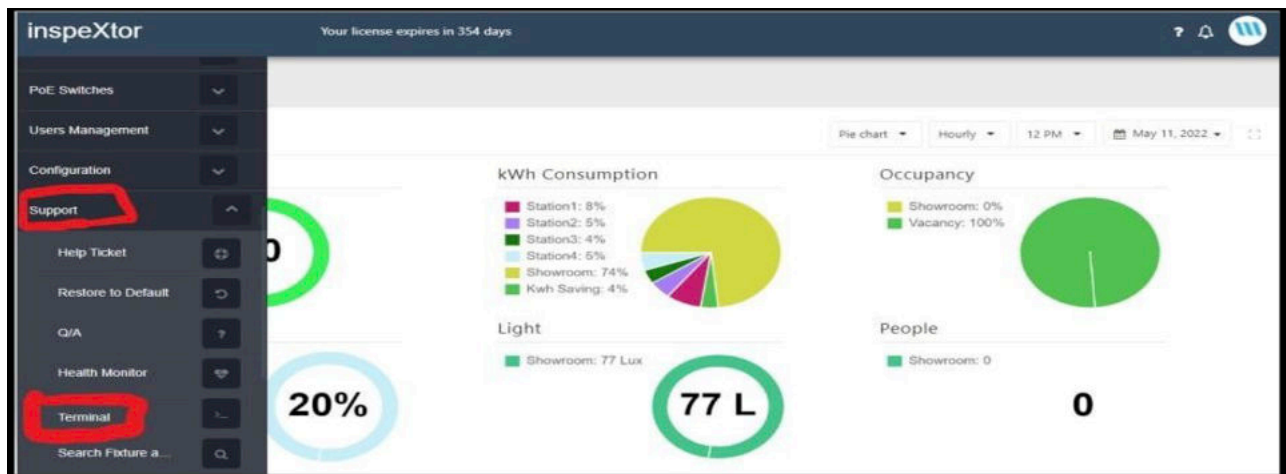 inspeXtor
Your license expires in 354 days
?
PoE Switches
Users Management
Configuration
Support
Help Ticket
Restore to Default
Q/A
?
Health Monitor
Terminal
>_
Search Fixture a...
Pie chart
Hourly
12 PM
May 11, 2022
0
kWh Consumption
Station1: 8%
Station2: 5%
Station3: 4%
Station4: 5%
Showroom: 74%
Kwh Saving: 4%
Occupancy
Showroom: 0%
Vacancy: 100%
20%
Light
Showroom: 77 Lux
77 L
People
Showroom: 0
0